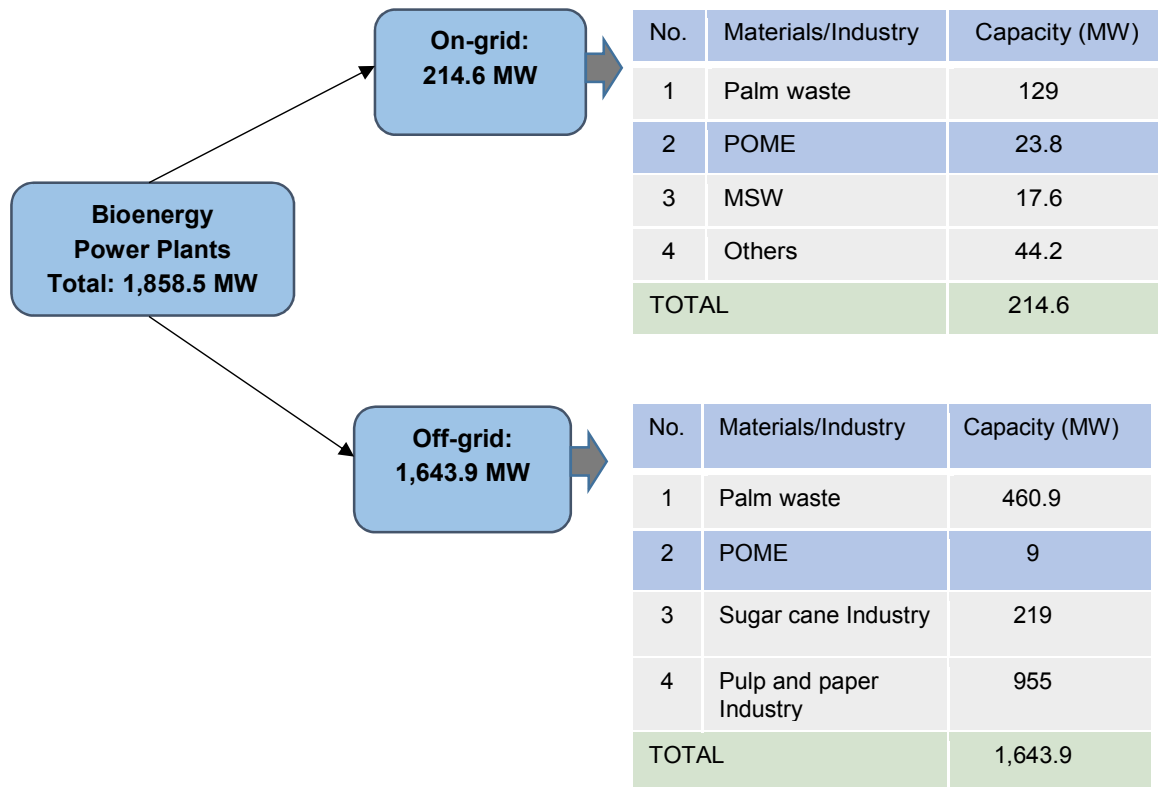 Bioenergy
Power Plants
Total: 1,858.5 MW
On-grid:
214.6 MW
No. Materials/Industry Capacity (MW)
1 Palm waste 129
2 POME 23.8
3 MSW 17.6
4 Others 44.2
TOTAL 214.6
Off-grid:
1,643.9 MW
No. Materials/Industry Capacity (MW)
1 Palm waste 460.9
2 POME 9
3 Sugar cane Industry 219
4 Pulp and paper 955
Industry
TOTAL 1,643.9